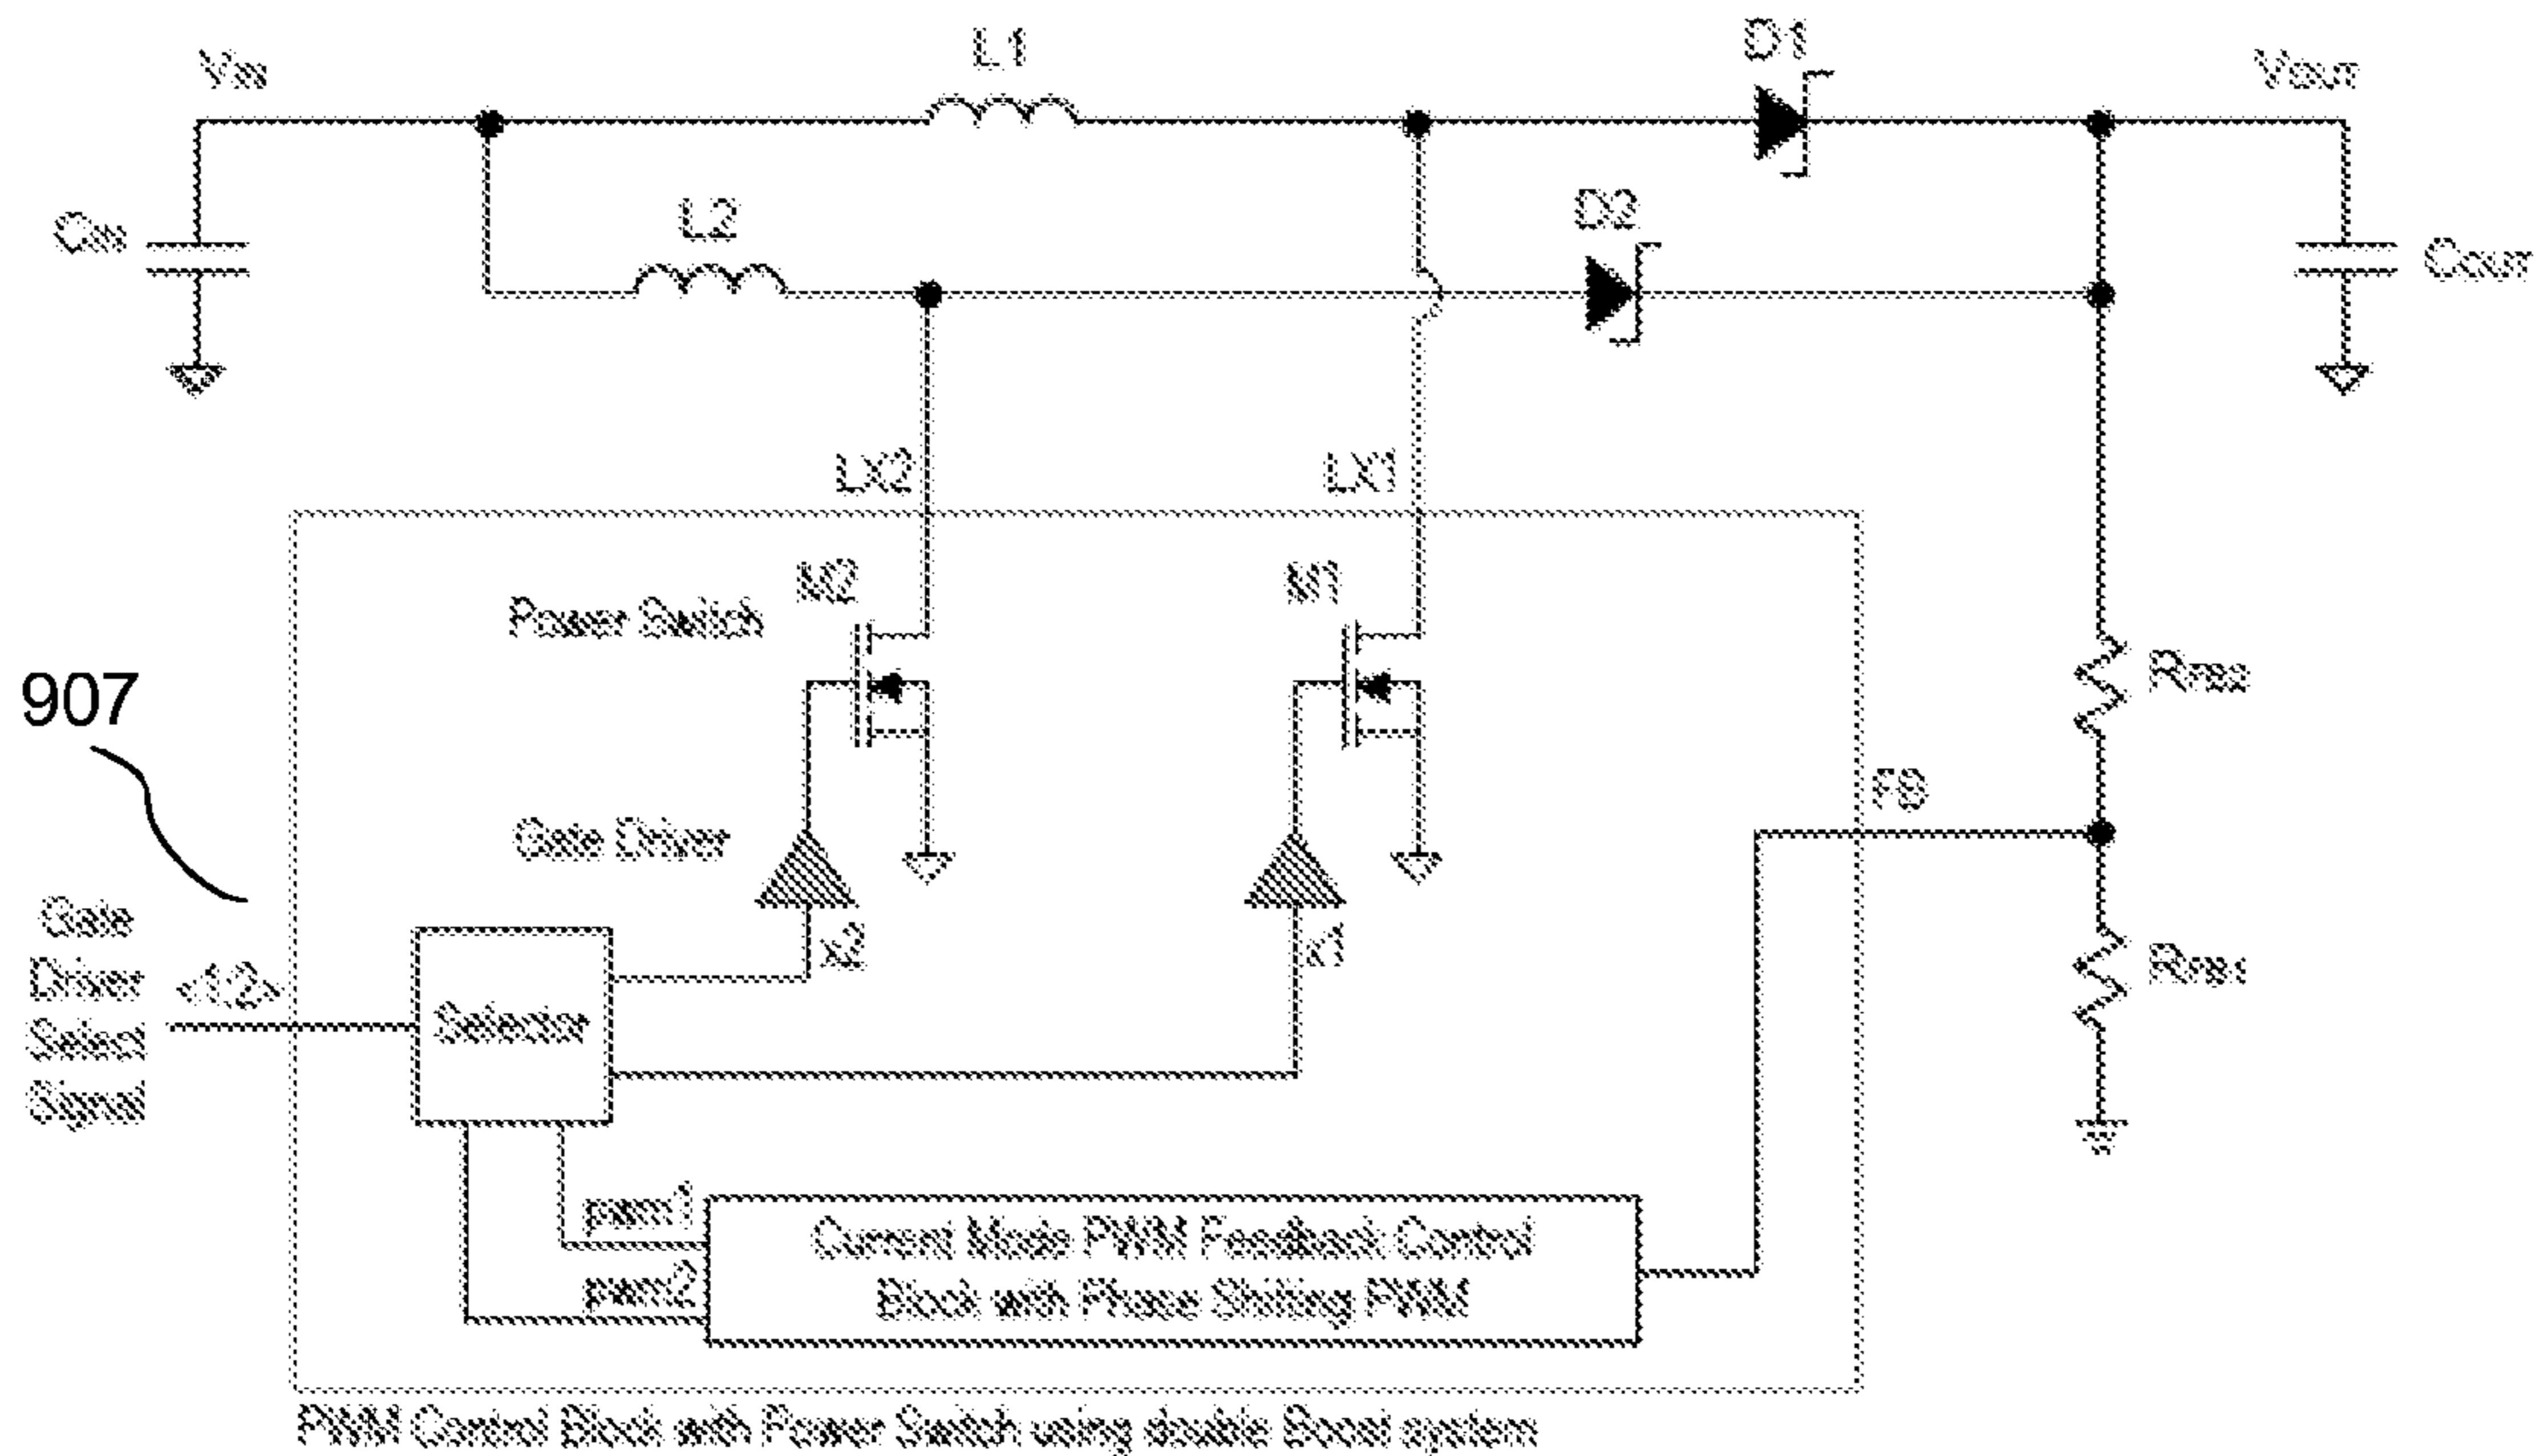 Vin
L1
D1
VOUT
Cin
L2
D2
COUT
LX2
LX1
M2
M1
Power Switch
RFB2
907
FB
Gate Driver
Gate
Driver
Select
Signal
<1:2>
x2
x1
Selector
RFB1
pwm1
pwm2
Current Mode PWM Feedback Control
Block with Phase Shifting PWM
PWM Control Block with Power Switch using double Boost system